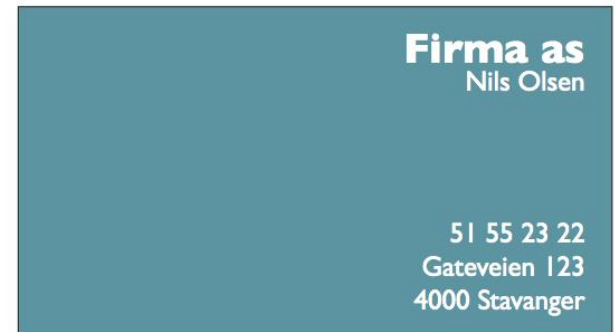 Firma as
Nils Olsen
51 55 23 22
Gateveien 123
4000 Stavanger